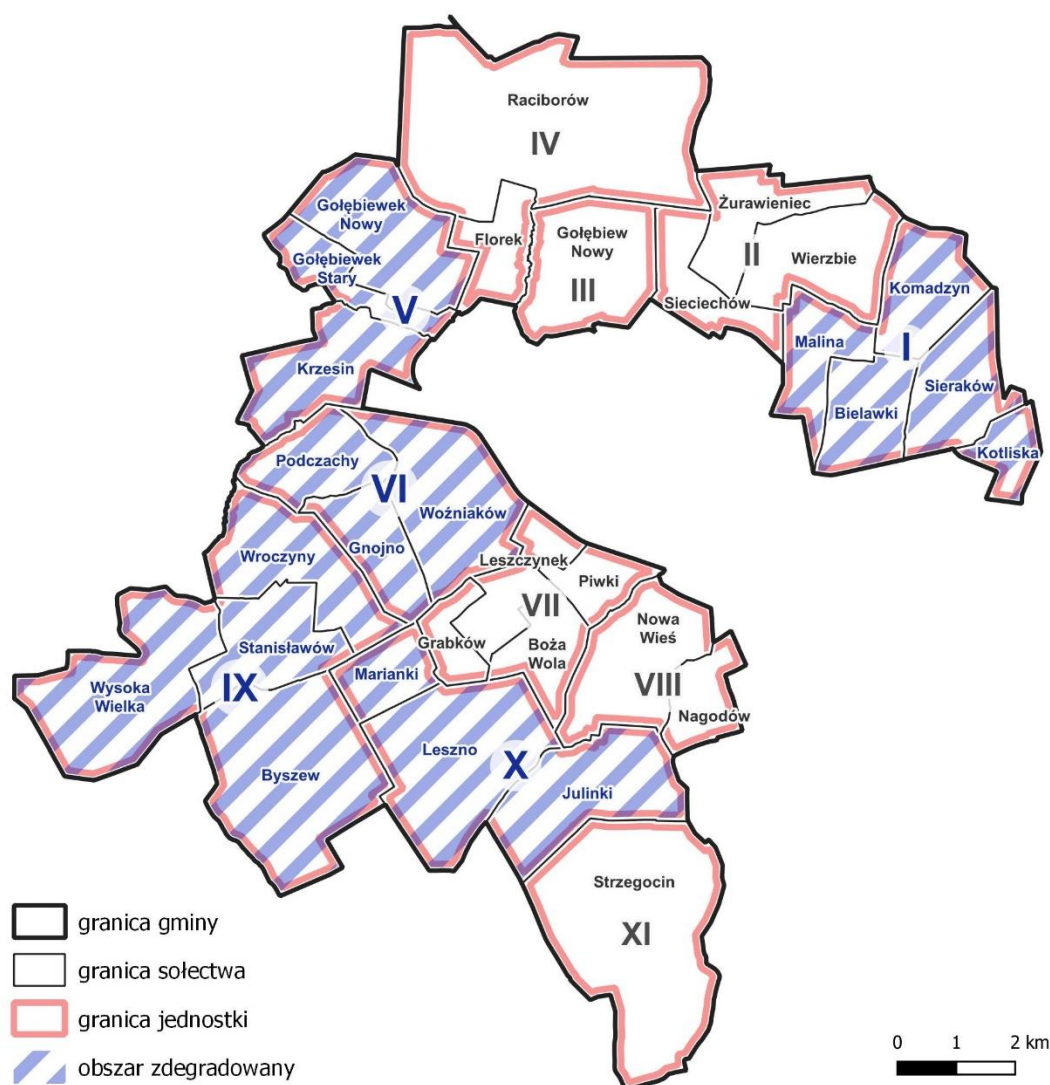 Raciborów
IV
Gołębiewek
Nowy
Florek
Gołębiew
Nowy
III
Żurawieniec
II
Wierzbie
Sieciechów
Gołębiewek
Stary
V
Krzesin
Komadzyn
Malina
I
Sieraków
Bielawki
Kotliska
Podczachy
VI
Woźniaków
Gnojno
Wroczyny
Leszczynek
Piwki
VII
Grabków
Boża
Wola
Nowa
Wieś
VIII
Nagodów
Stanisławów
Marianki
Wysoka
Wielka
IX
Byszew
Leszno
X
Julinki
Strzegocin
XI
granica gminy
granica sołectwa
granica jednostki
obszar zdegradowany
0 1 2 km